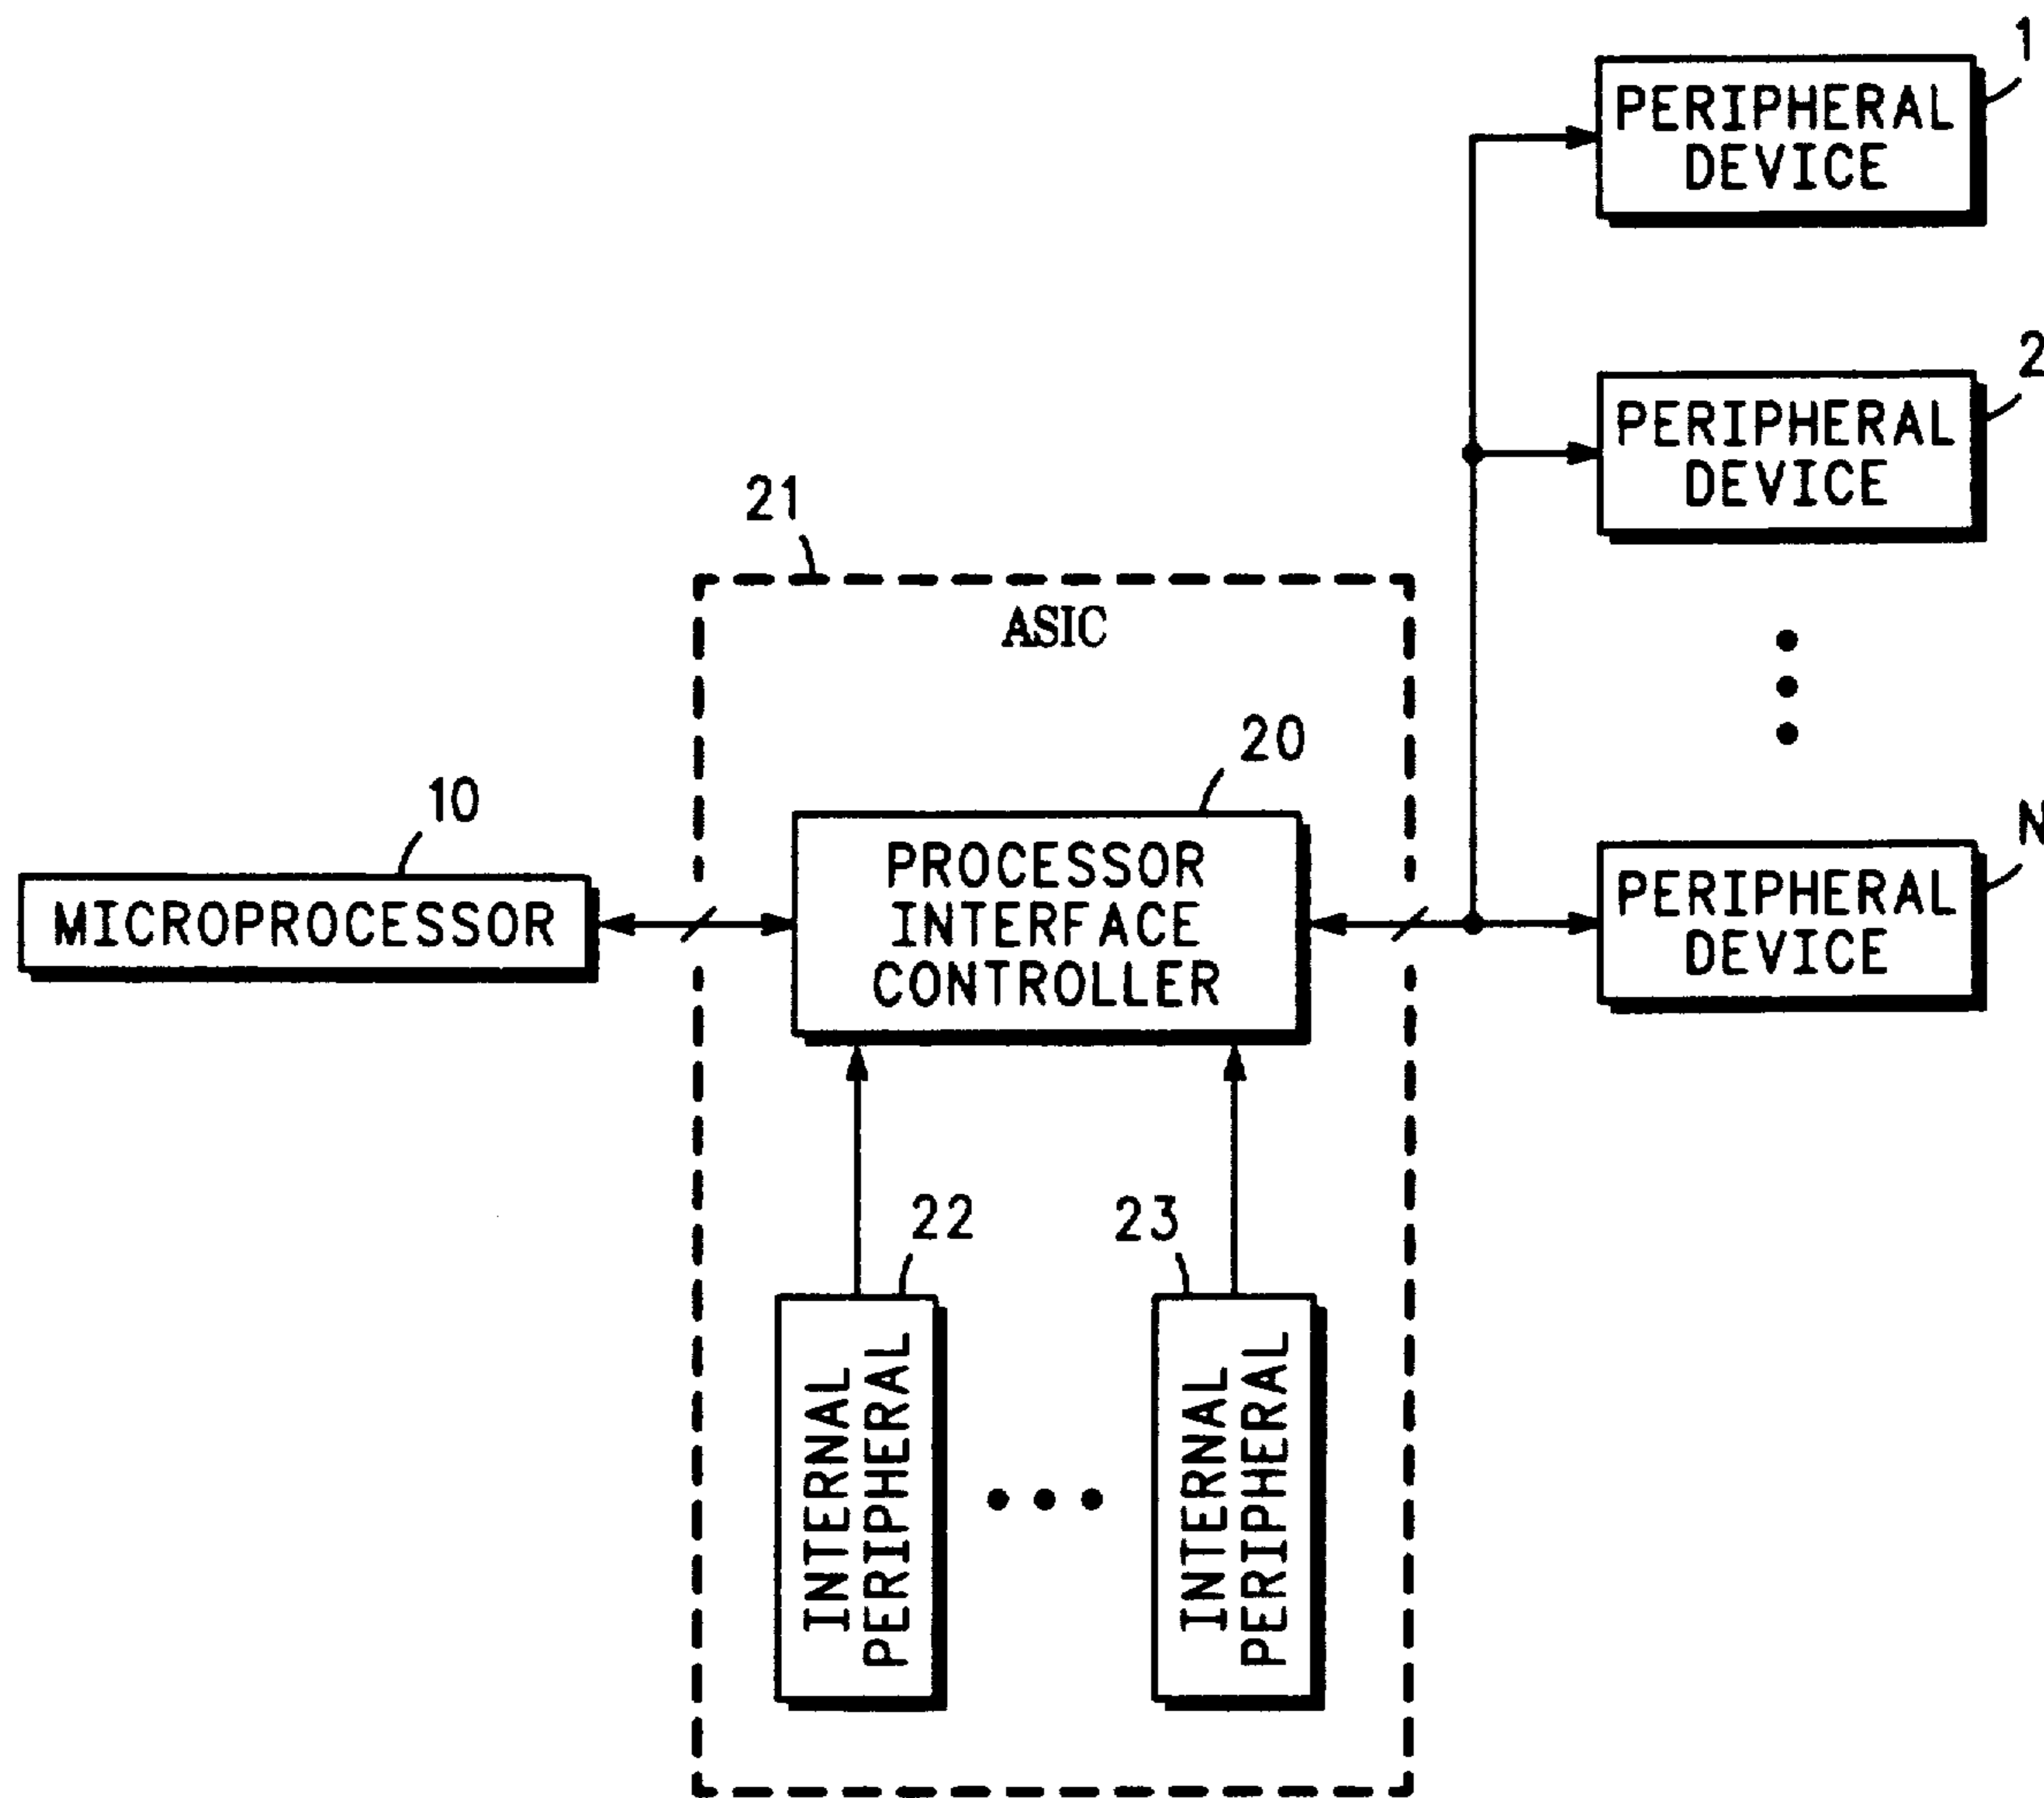 1
PERIPHERAL
DEVICE
2
PERIPHERAL
DEVICE
21
ASIC
20
10
N
MICROPROCESSOR
PROCESSOR
INTERFACE
CONTROLLER
PERIPHERAL
DEVICE
22
23
INTERNAL
PERIPHERAL
INTERNAL
PERIPHERAL